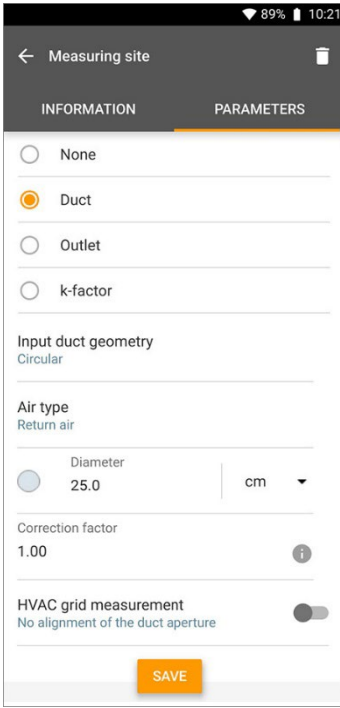 89% 10:21
Measuring site
INFORMATION PARAMETERS
None
Duct
Outlet
k-factor
Input duct geometry
Circular
Air type
Return air
Diameter
25.0 cm
Correction factor
1.00
HVAC grid measurement
No alignment of the duct aperture
SAVE